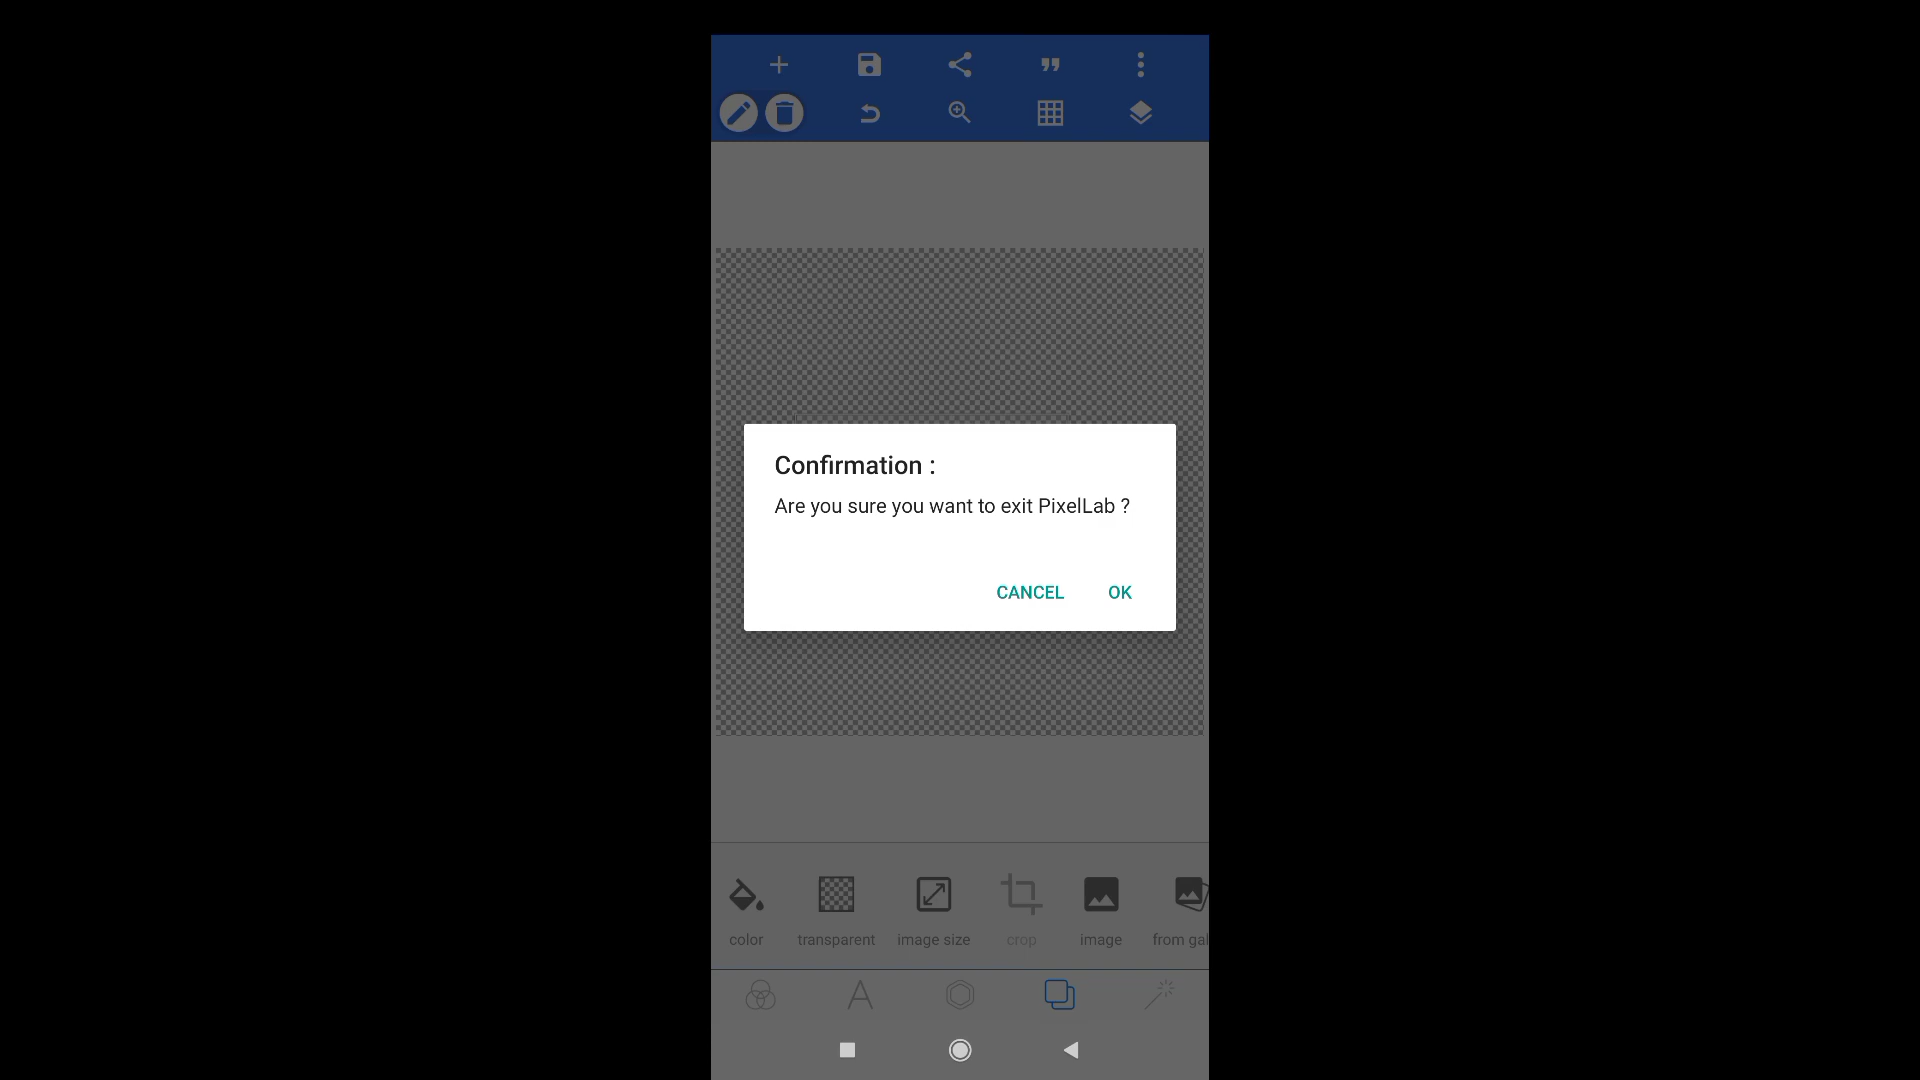 Confirmation :
Are you sure you want to exit PixelLab ?
CANCEL OK
color transparent image size crop image from gal